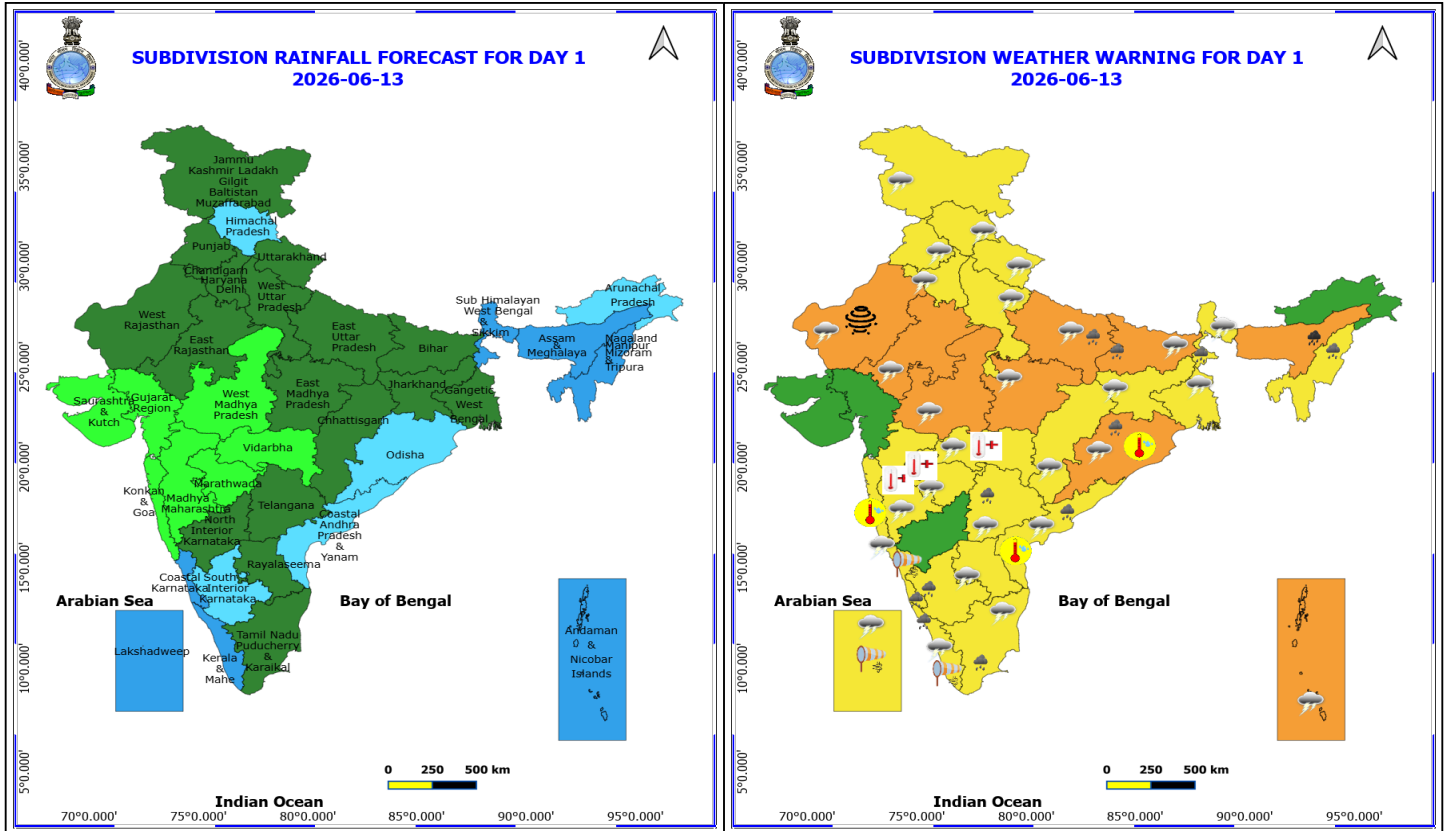 SUBDIVISION RAINFALL FORECAST FOR DAY 1
2026-06-13
40°0.000'
35°0.000'
30°0.000'
25°0.000'
20°0.000'
15°0.000'
10°0.000'
5°0.000'
Jammu
Kashmir Ladakh
Gilgit
Baltistan
Muzaffarabad
Himachal
Pradesh
Punjab
Uttarakhand
Chandigarh
Haryana
Delhi
West
Uttar
Pradesh
West
Rajasthan
East
Rajasthan
East
Uttar
Pradesh
Bihar
Sub Himalayan
West Bengal
&
Sikkim
Arunachal
Pradesh
Assam
&
Meghalaya
Nagaland
Manipur
Mizoram
&
Tripura
Saurashtra
&
Kutch
Gujarat
Region
West
Madhya
Pradesh
East
Madhya
Pradesh
Jharkhand
Gangetic
West
Bengal
Chhattisgarh
Vidarbha
Odisha
Konkan
&
Goa
Marathwada
Madhya
Maharashtra
Telangana
North
Interior
Karnataka
Coastal
Andhra
Pradesh
&
Yanam
Rayalaseema
Coastal
Karnataka
South
Interior
Karnataka
Arabian Sea
Bay of Bengal
Lakshadweep
Kerala
&
Mahe
Tamil Nadu
Puducherry
&
Karaikal
Andaman
&
Nicobar
Islands
0 250 500 km
Indian Ocean
70°0.000' 75°0.000' 80°0.000' 85°0.000' 90°0.000' 95°0.000'
SUBDIVISION WEATHER WARNING FOR DAY 1
2026-06-13
40°0.000'
35°0.000'
30°0.000'
25°0.000'
20°0.000'
15°0.000'
10°0.000'
5°0.000'
Arabian Sea
Bay of Bengal
0 250 500 km
Indian Ocean
70°0.000' 75°0.000' 80°0.000' 85°0.000' 90°0.000' 95°0.000'